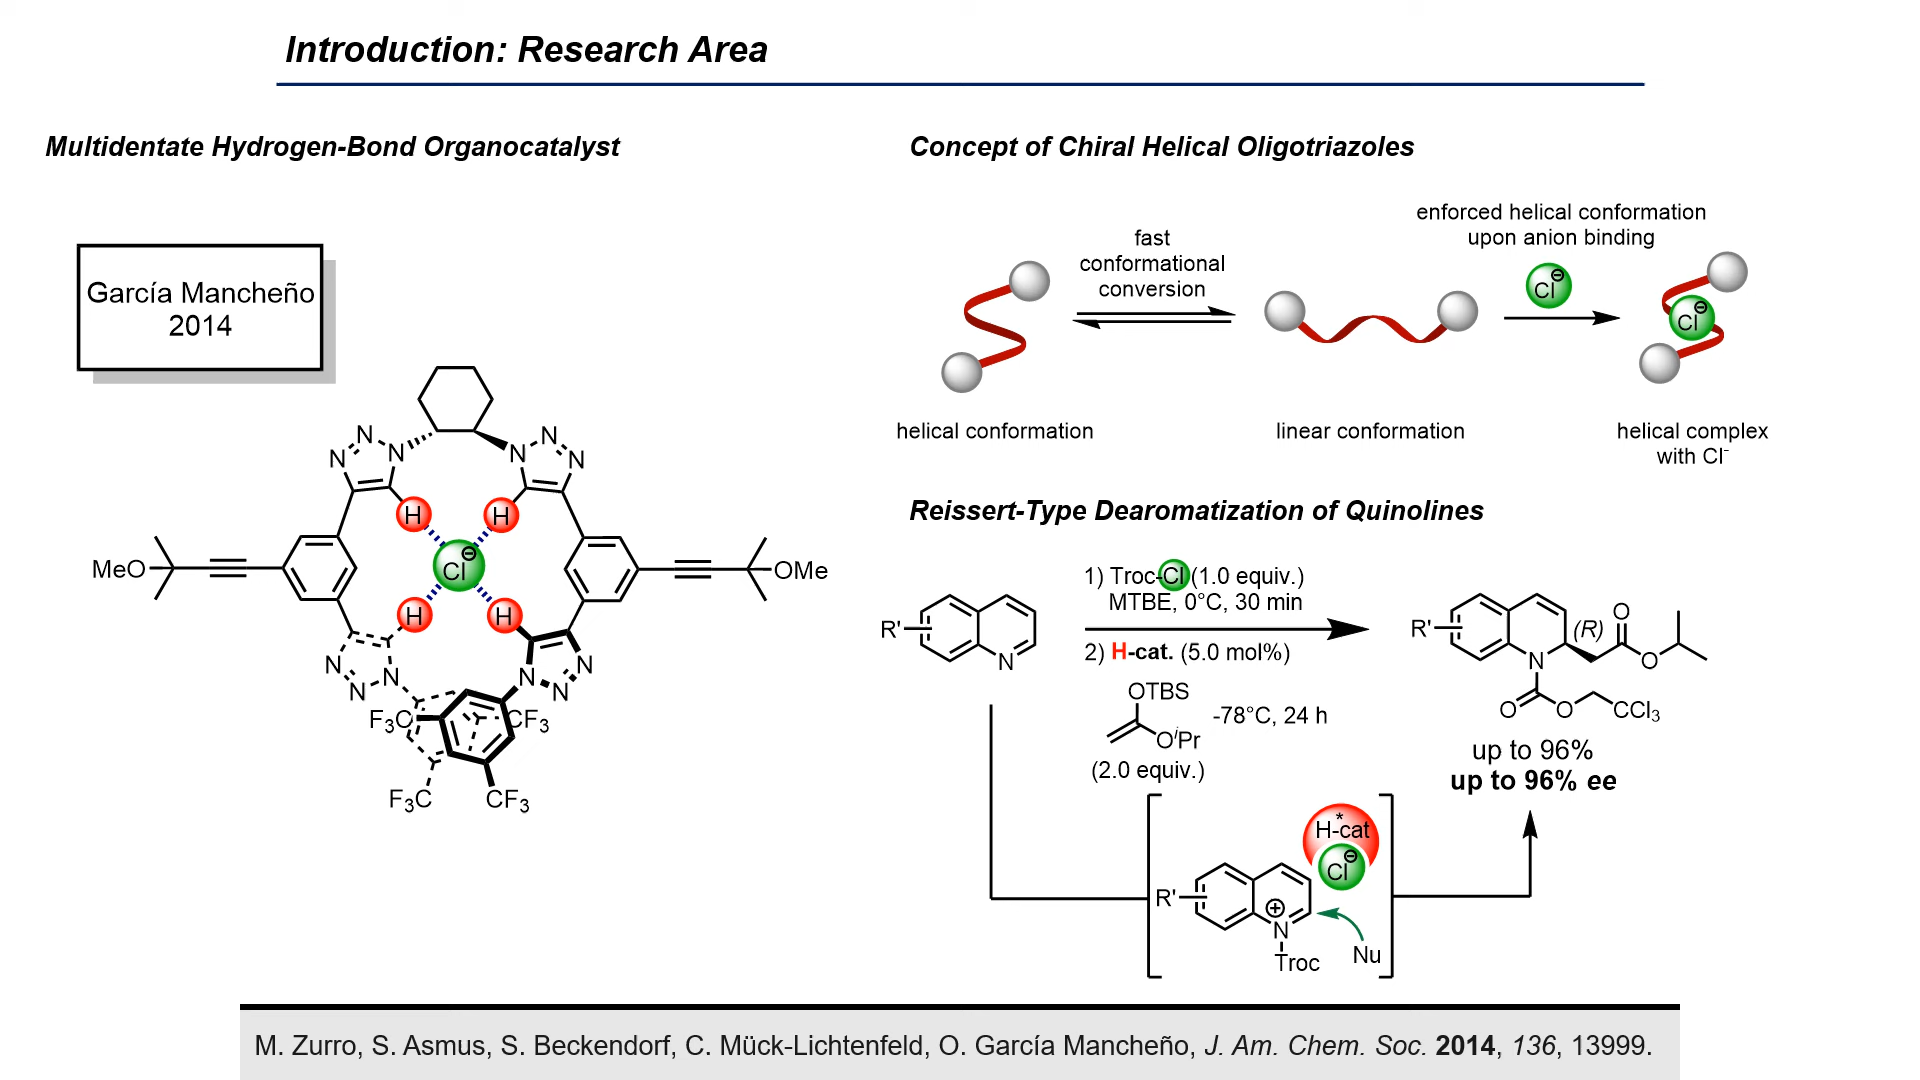 Introduction: Research Area
Multidentate Hydrogen-Bond Organocatalyst
García Mancheño
2014
N
N
N
N
N
N
H
H
Cl⊖
H
H
MeO
OMe
N
N
N
N
N
N
F₃C
CF₃
F₃C
CF₃
Concept of Chiral Helical Oligotriazoles
fast
conformational
conversion
enforced helical conformation
upon anion binding
Cl⊖
Cl⊖
helical conformation
linear conformation
helical complex
with Cl⁻
Reissert-Type Dearomatization of Quinolines
R'
N
1) Troc-Cl (1.0 equiv.)
MTBE, 0°C, 30 min
2) H-cat. (5.0 mol%)
OTBS
OⁱPr
-78°C, 24 h
(2.0 equiv.)
R'
(R)
O
O
N
O
O
CCl₃
up to 96%
up to 96% ee
H-cat
*
Cl⊖
R'
⊕
N
Troc
Nu
M. Zurro, S. Asmus, S. Beckendorf, C. Mück-Lichtenfeld, O. García Mancheño, J. Am. Chem. Soc. 2014, 136, 13999.